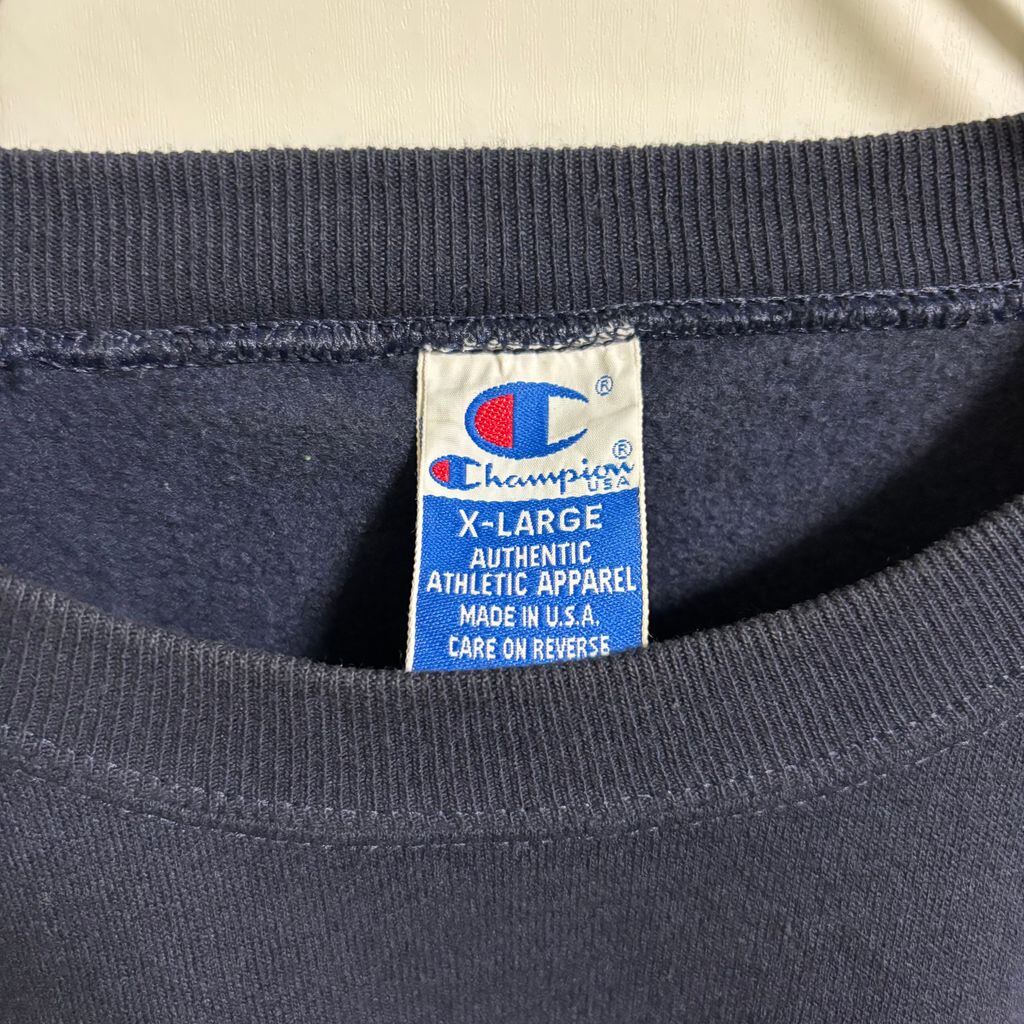 ®
Champion®
USA
X-LARGE
AUTHENTIC
ATHLETIC APPAREL
MADE IN U.S.A.
CARE ON REVERSE